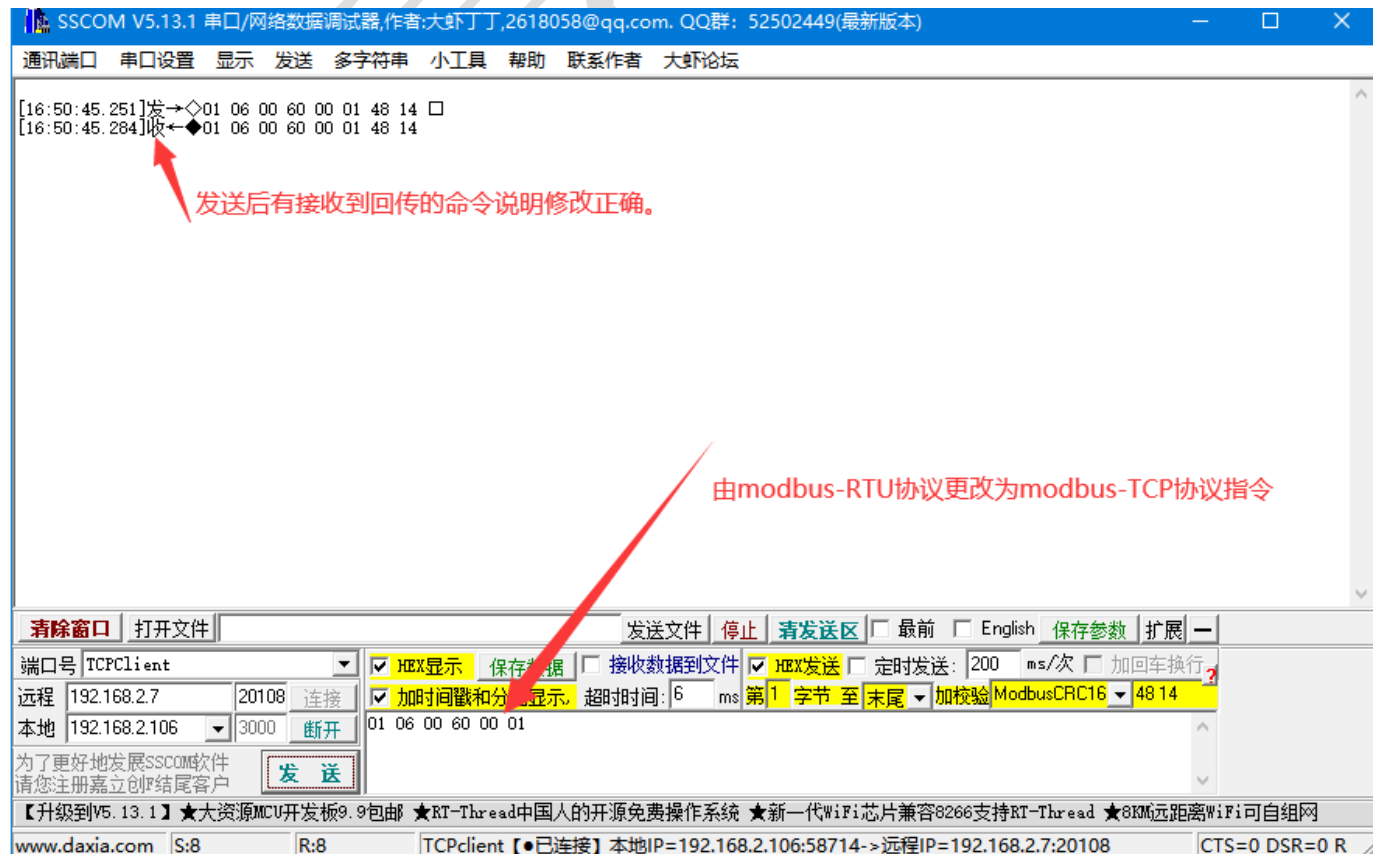 SSCOM V5.13.1 串口/网络数据调试器,作者:大虾丁丁,2618058@qq.com. QQ群: 52502449(最新版本)
通讯端口 串口设置 显示 发送 多字符串 小工具 帮助 联系作者 大虾论坛
[16:50:45.251]发→◇01 06 00 60 00 01 48 14 □
[16:50:45.284]收←◆01 06 00 60 00 01 48 14
发送后有接收到回传的命令说明修改正确。
由modbus-RTU协议更改为modbus-TCP协议指令
清除窗口 打开文件 发送文件 停止 清发送区 最前 English 保存参数 扩展 —
端口号 TCPClient HEX显示 保存数据 接收数据到文件 HEX发送 定时发送: 200 ms/次 加回车换行 ?
远程 192.168.2.7 20108 连接 加时间戳和分包显示, 超时时间: 6 ms 第 1 字节 至 末尾 加校验 ModbusCRC16 48 14
本地 192.168.2.106 3000 断开 01 06 00 60 00 01
为了更好地发展SSCOM软件
请您注册嘉立创F结尾客户 发 送
【升级到V5.13.1】★大资源MCU开发板9.9包邮 ★RT-Thread中国人的开源免费操作系统 ★新一代WiFi芯片兼容8266支持RT-Thread ★8KM远距离WiFi可自组网
www.daxia.com S:8 R:8 TCPclient【●已连接】本地IP=192.168.2.106:58714->远程IP=192.168.2.7:20108 CTS=0 DSR=0 R